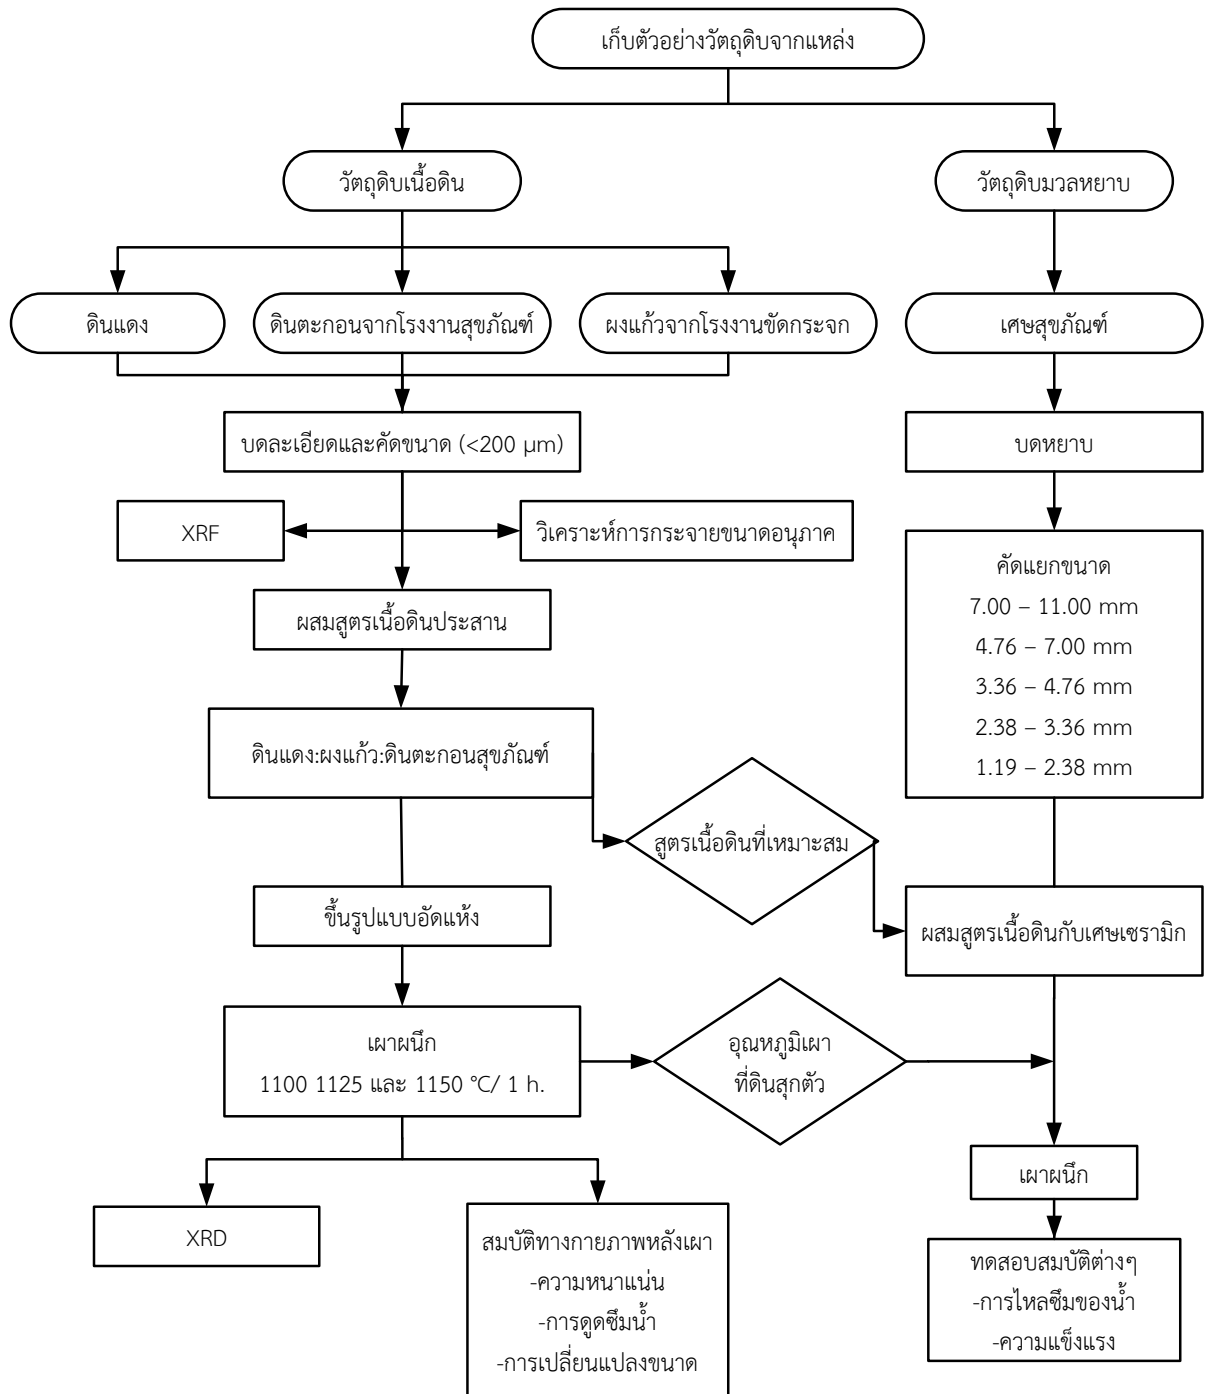 เก็บตัวอย่างวัตถุดิบจากแหล่ง
วัตถุดิบเนื้อดิน
วัตถุดิบมวลหยาบ
ดินแดง
ดินตะกอนจากโรงงานสุขภัณฑ์
ผงแก้วจากโรงงานขัดกระจก
เศษสุขภัณฑ์
บดละเอียดและคัดขนาด (<200 µm)
บดหยาบ
XRF
วิเคราะห์การกระจายขนาดอนุภาค
คัดแยกขนาด
7.00 – 11.00 mm
4.76 – 7.00 mm
3.36 – 4.76 mm
2.38 – 3.36 mm
1.19 – 2.38 mm
ผสมสูตรเนื้อดินประสาน
ดินแดง:ผงแก้ว:ดินตะกอนสุขภัณฑ์
สูตรเนื้อดินที่เหมาะสม
ขึ้นรูปแบบอัดแห้ง
ผสมสูตรเนื้อดินกับเศษเซรามิก
เผาผนึก
1100 1125 และ 1150 °C/ 1 h.
อุณหภูมิเผา
ที่ดินสุกตัว
เผาผนึก
XRD
สมบัติทางกายภาพหลังเผา
-ความหนาแน่น
-การดูดซึมน้ำ
-การเปลี่ยนแปลงขนาด
ทดสอบสมบัติต่างๆ
-การไหลซึมของน้ำ
-ความแข็งแรง